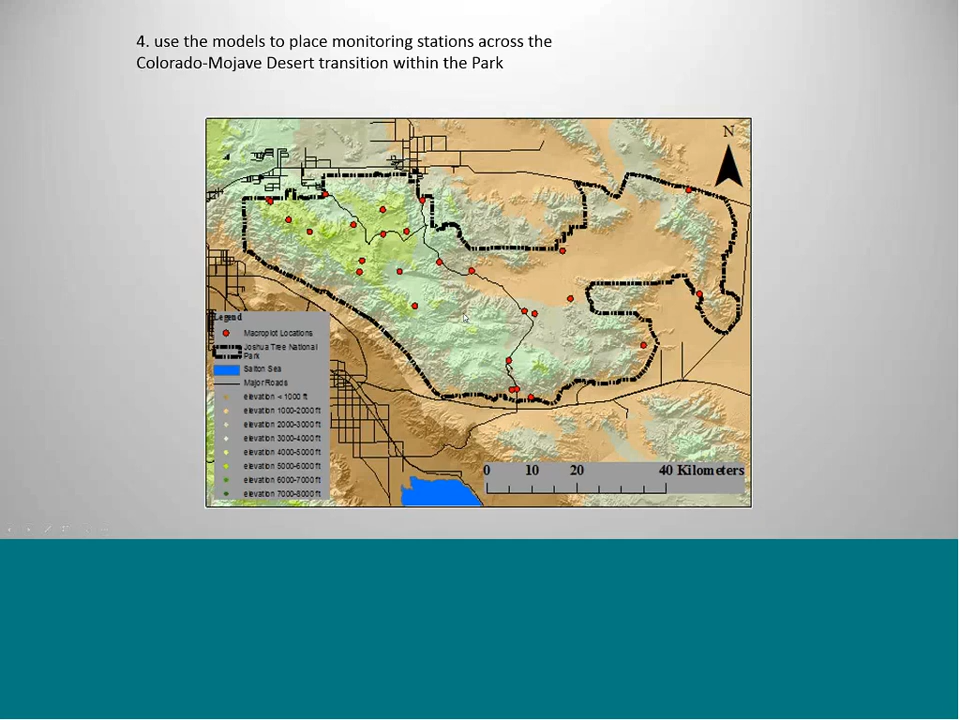 4. use the models to place monitoring stations across the
Colorado-Mojave Desert transition within the Park
N
Legend
Macroplot Locations
Joshua Tree National
Park
Salton Sea
Major Roads
elevation < 1000 ft
elevation 1000-2000 ft
elevation 2000-3000 ft
elevation 3000-4000 ft
elevation 4000-5000 ft
elevation 5000-6000 ft
elevation 6000-7000 ft
elevation 7000-8000 ft
0 10 20 40 Kilometers